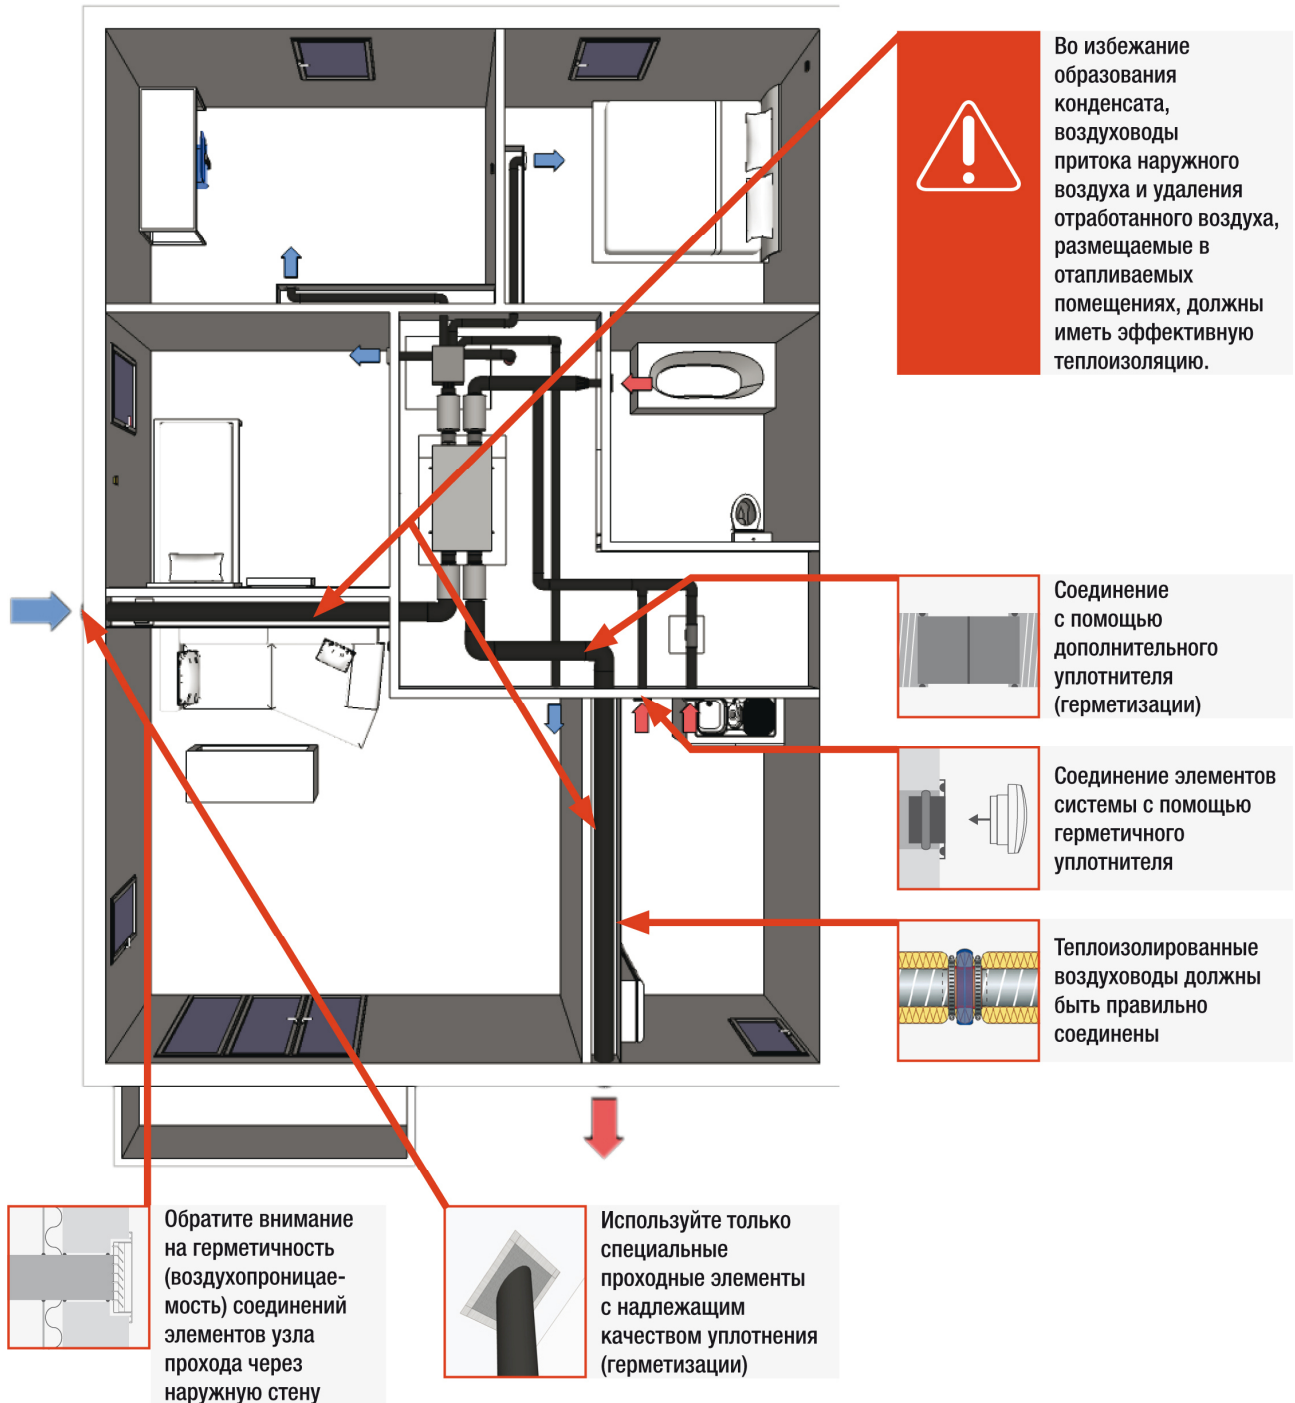 Во избежание
образования
конденсата,
воздуховоды
притока наружного
воздуха и удаления
отработанного воздуха,
размещаемые в
отапливаемых
помещениях, должны
иметь эффективную
теплоизоляцию.
Соединение
с помощью
дополнительного
уплотнителя
(герметизации)
Соединение элементов
системы с помощью
герметичного
уплотнителя
Теплоизолированные
воздуховоды должны
быть правильно
соединены
Обратите внимание
на герметичность
(воздухопроницае-
мость) соединений
элементов узла
прохода через
наружную стену
Используйте только
специальные
проходные элементы
с надлежащим
качеством уплотнения
(герметизации)